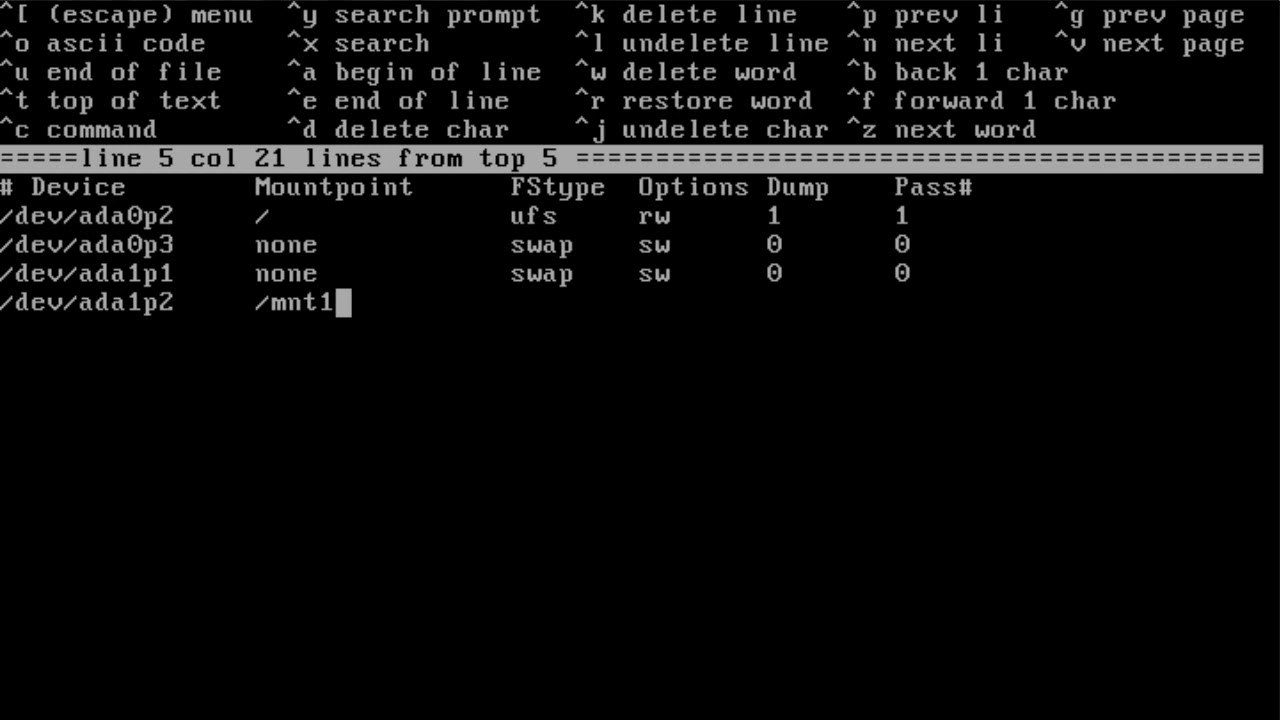 ^[ (escape) menu ^y search prompt ^k delete line ^p prev li ^g prev page
^o ascii code ^x search ^l undelete line ^n next li ^v next page
^u end of file ^a begin of line ^w delete word ^b back 1 char
^t top of text ^e end of line ^r restore word ^f forward 1 char
^c command ^d delete char ^j undelete char ^z next word
=====line 5 col 21 lines from top 5 ============================================
# Device Mountpoint FStype Options Dump Pass#
/dev/ada0p2 / ufs rw 1 1
/dev/ada0p3 none swap sw 0 0
/dev/ada1p1 none swap sw 0 0
/dev/ada1p2 /mnt1